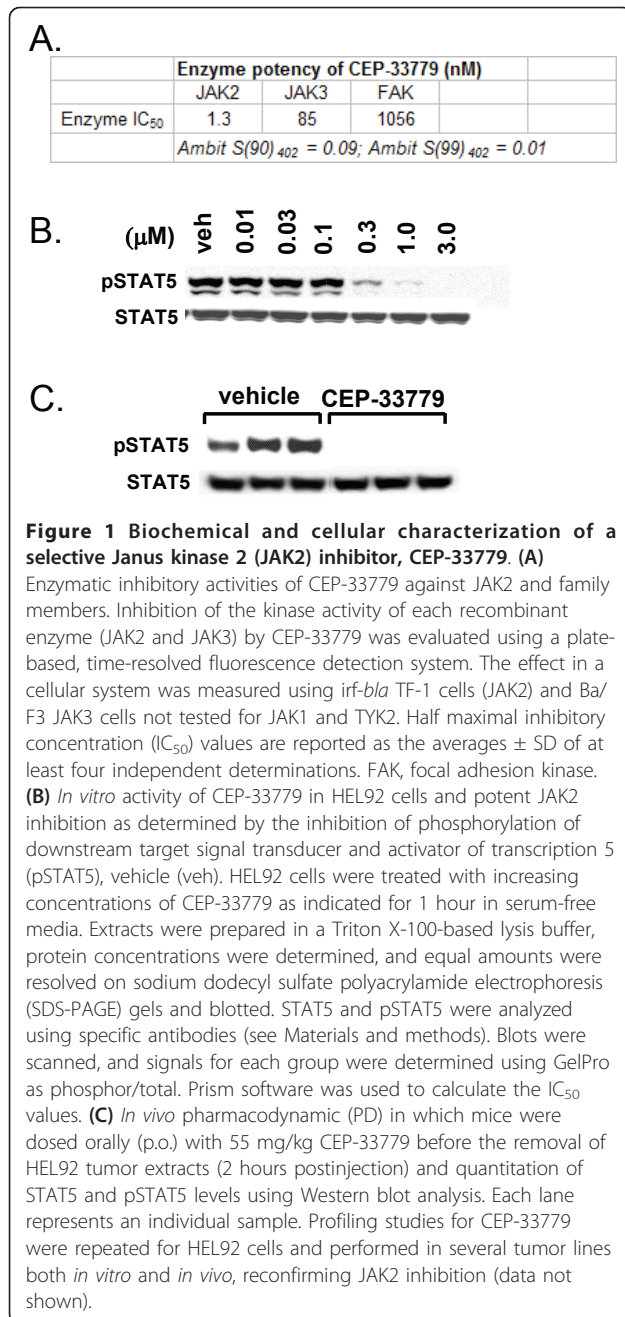 A.
Enzyme potency of CEP-33779 (nM)
JAK2 JAK3 FAK
Enzyme IC50 1.3 85 1056
Ambit S(90) 402 = 0.09; Ambit S(99) 402 = 0.01
B.
(μM) veh 0.01 0.03 0.1 0.3 1.0 3.0
pSTAT5
STAT5
C.
vehicle CEP-33779
pSTAT5
STAT5
Figure 1 Biochemical and cellular characterization of a
selective Janus kinase 2 (JAK2) inhibitor, CEP-33779. (A)
Enzymatic inhibitory activities of CEP-33779 against JAK2 and family
members. Inhibition of the kinase activity of each recombinant
enzyme (JAK2 and JAK3) by CEP-33779 was evaluated using a plate-
based, time-resolved fluorescence detection system. The effect in a
cellular system was measured using irf-bla TF-1 cells (JAK2) and Ba/
F3 JAK3 cells not tested for JAK1 and TYK2. Half maximal inhibitory
concentration (IC50) values are reported as the averages ± SD of at
least four independent determinations. FAK, focal adhesion kinase.
(B) In vitro activity of CEP-33779 in HEL92 cells and potent JAK2
inhibition as determined by the inhibition of phosphorylation of
downstream target signal transducer and activator of transcription 5
(pSTAT5), vehicle (veh). HEL92 cells were treated with increasing
concentrations of CEP-33779 as indicated for 1 hour in serum-free
media. Extracts were prepared in a Triton X-100-based lysis buffer,
protein concentrations were determined, and equal amounts were
resolved on sodium dodecyl sulfate polyacrylamide electrophoresis
(SDS-PAGE) gels and blotted. STAT5 and pSTAT5 were analyzed
using specific antibodies (see Materials and methods). Blots were
scanned, and signals for each group were determined using GelPro
as phosphor/total. Prism software was used to calculate the IC50
values. (C) In vivo pharmacodynamic (PD) in which mice were
dosed orally (p.o.) with 55 mg/kg CEP-33779 before the removal of
HEL92 tumor extracts (2 hours postinjection) and quantitation of
STAT5 and pSTAT5 levels using Western blot analysis. Each lane
represents an individual sample. Profiling studies for CEP-33779
were repeated for HEL92 cells and performed in several tumor lines
both in vitro and in vivo, reconfirming JAK2 inhibition (data not
shown).